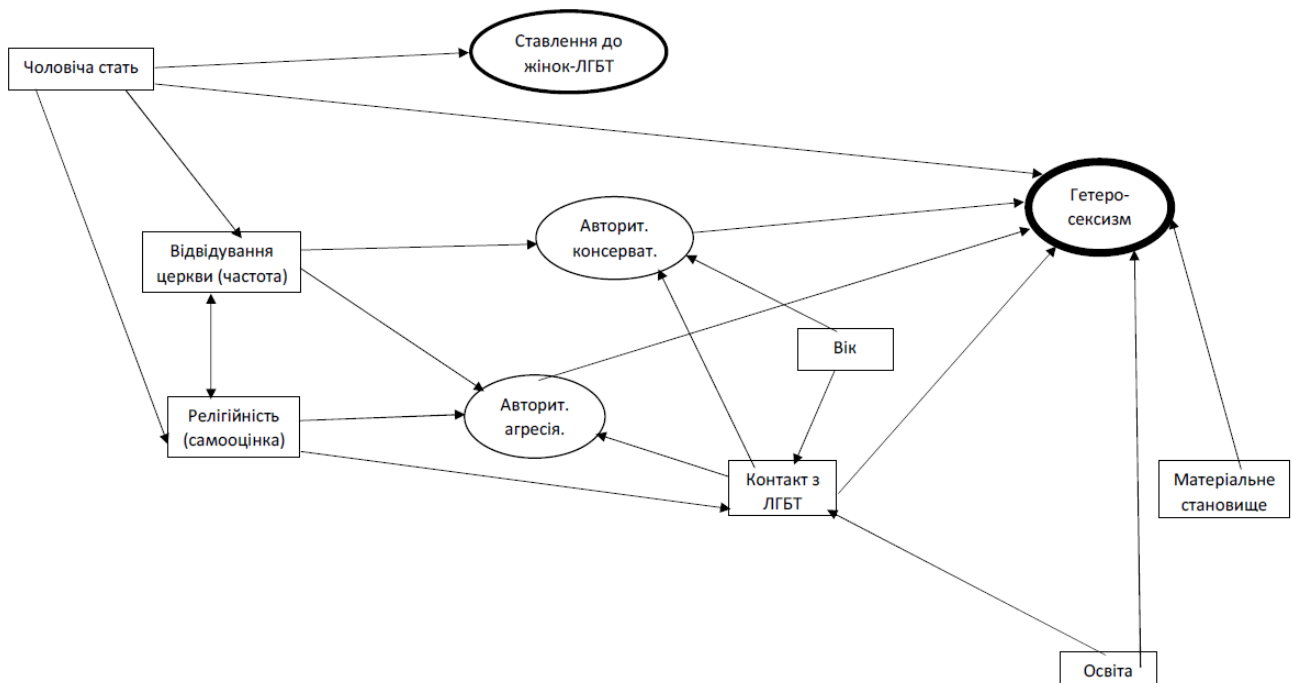 Ставлення до
жінок-ЛГБТ
Чоловіча стать
Гетеро-
сексизм
Авторит.
консерват.
Відвідування
церкви (частота)
Вік
Авторит.
агресія.
Релігійність
(самооцінка)
Контакт з
ЛГБТ
Матеріальне
становище
Освіта